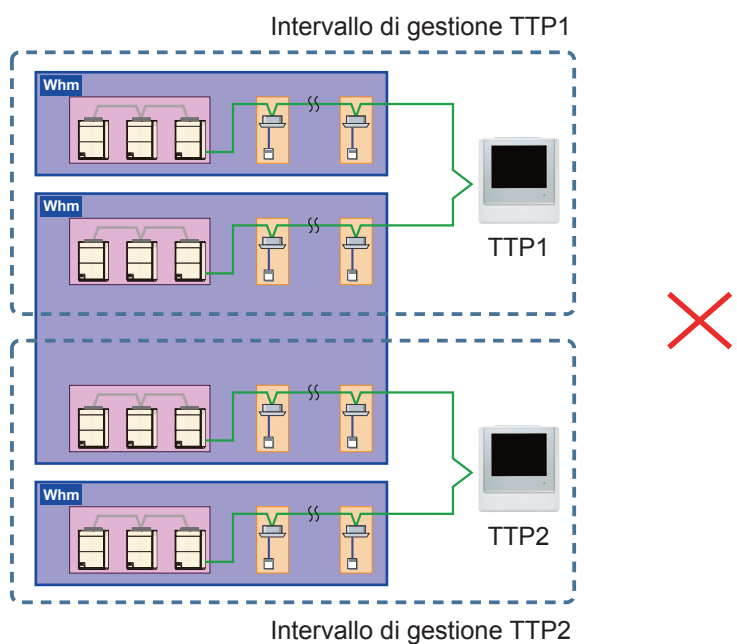 Intervallo di gestione TTP1
Whm
TTP1
Whm
Whm
TTP2
Intervallo di gestione TTP2